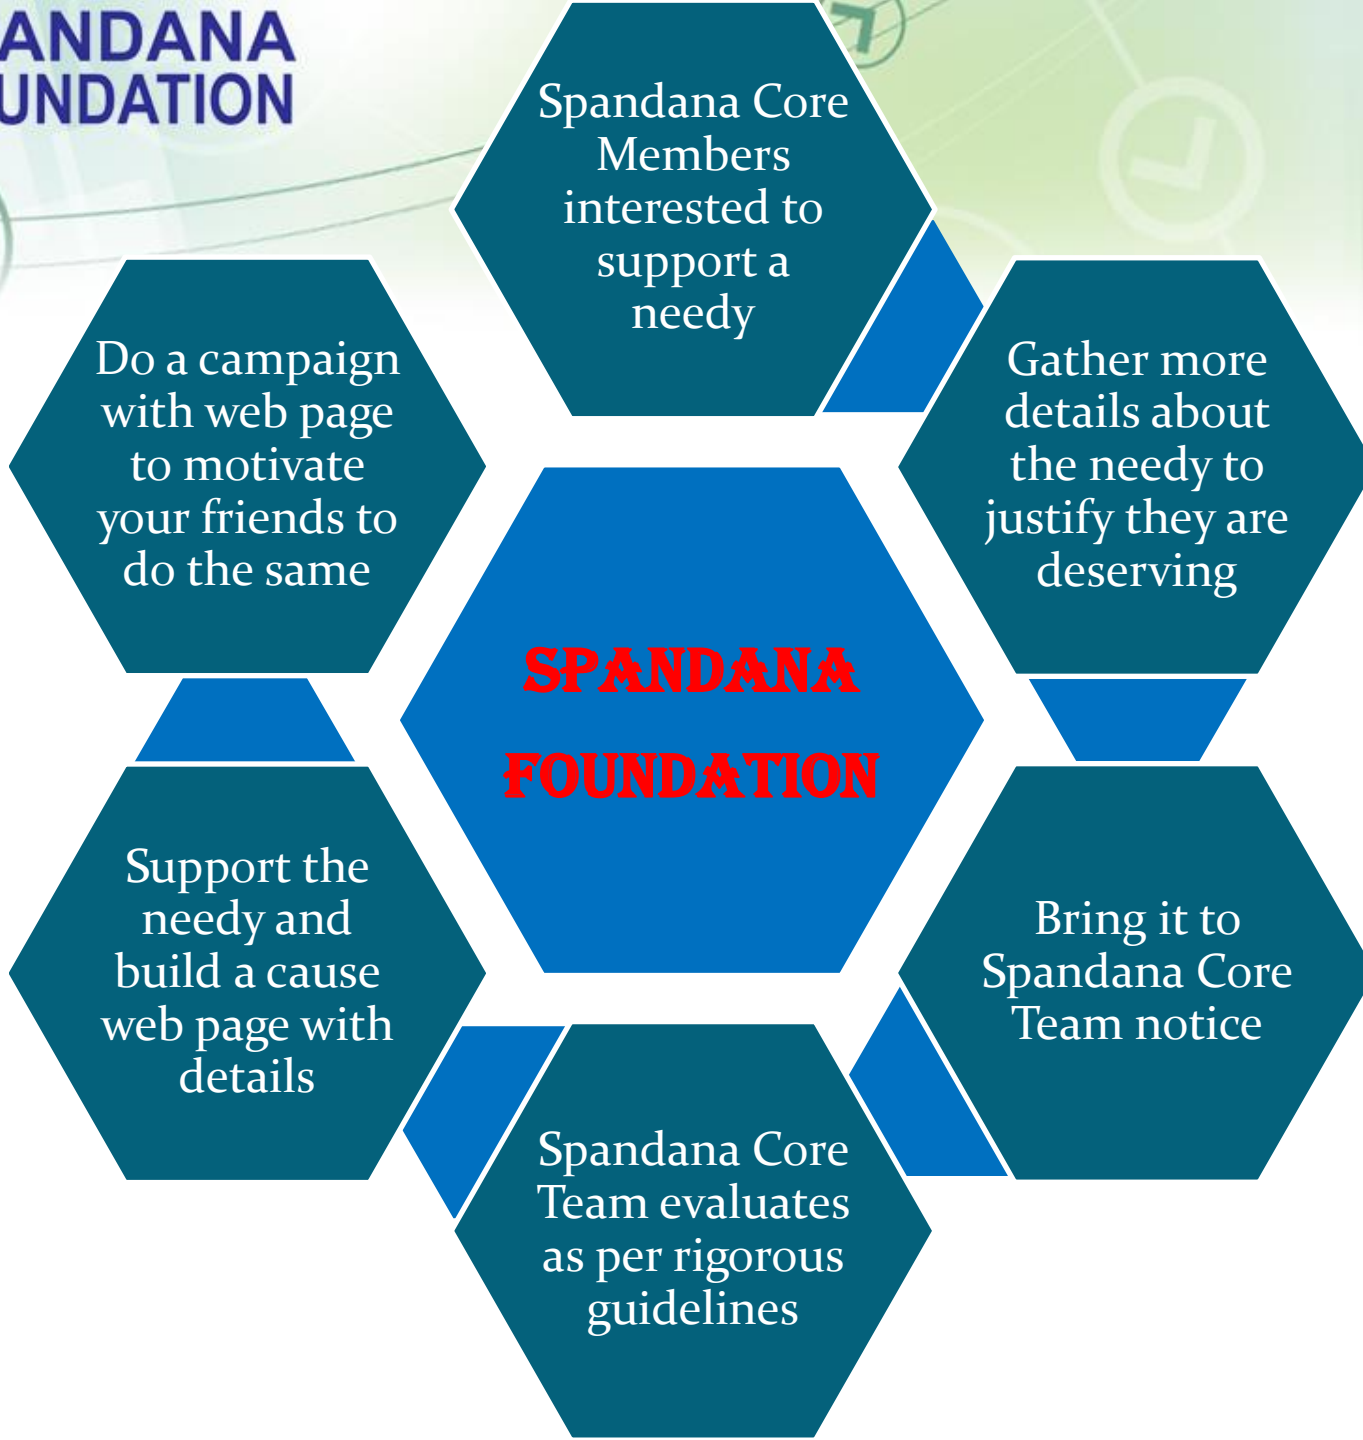 ANDANA
UNDATION
Spandana Core
Members
interested to
support a
needy
Gather more
details about
the needy to
justify they are
deserving
Bring it to
Spandana Core
Team notice
Spandana Core
Team evaluates
as per rigorous
guidelines
Support the
needy and
build a cause
web page with
details
Do a campaign
with web page
to motivate
your friends to
do the same
SPANDANA
FOUNDATION